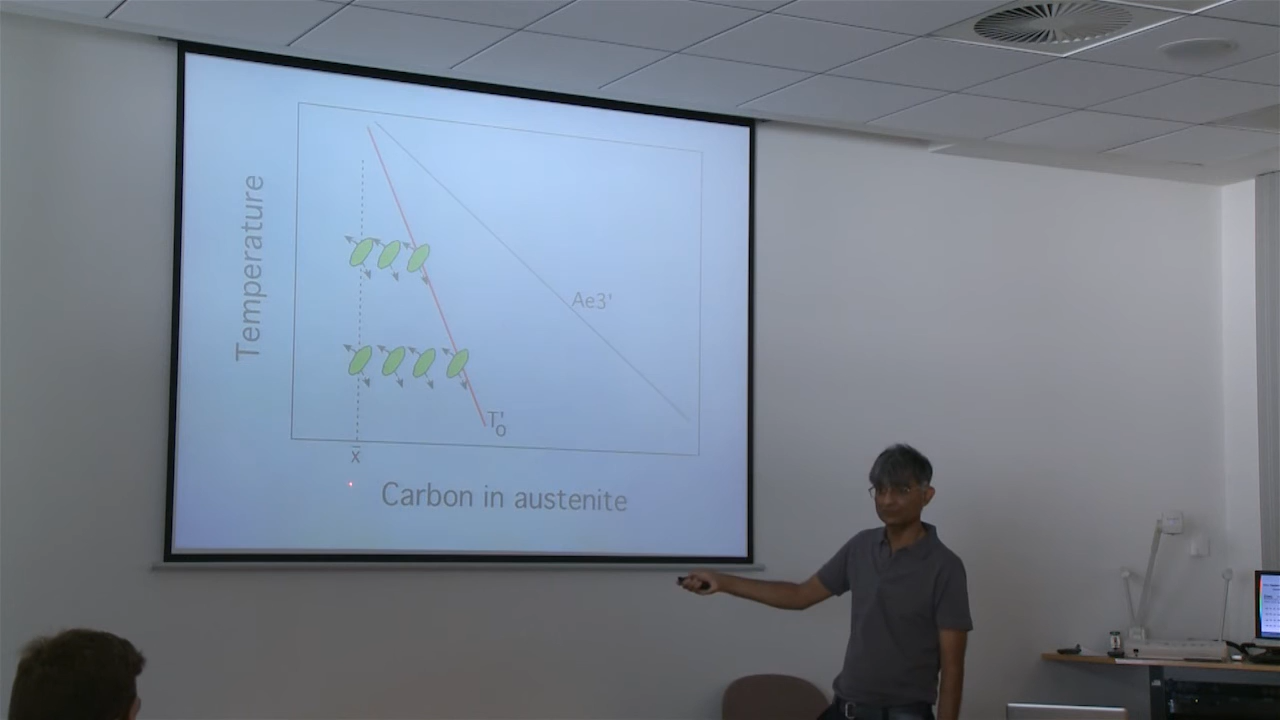 Temperature
Ae3'
T'o
x̄
Carbon in austenite